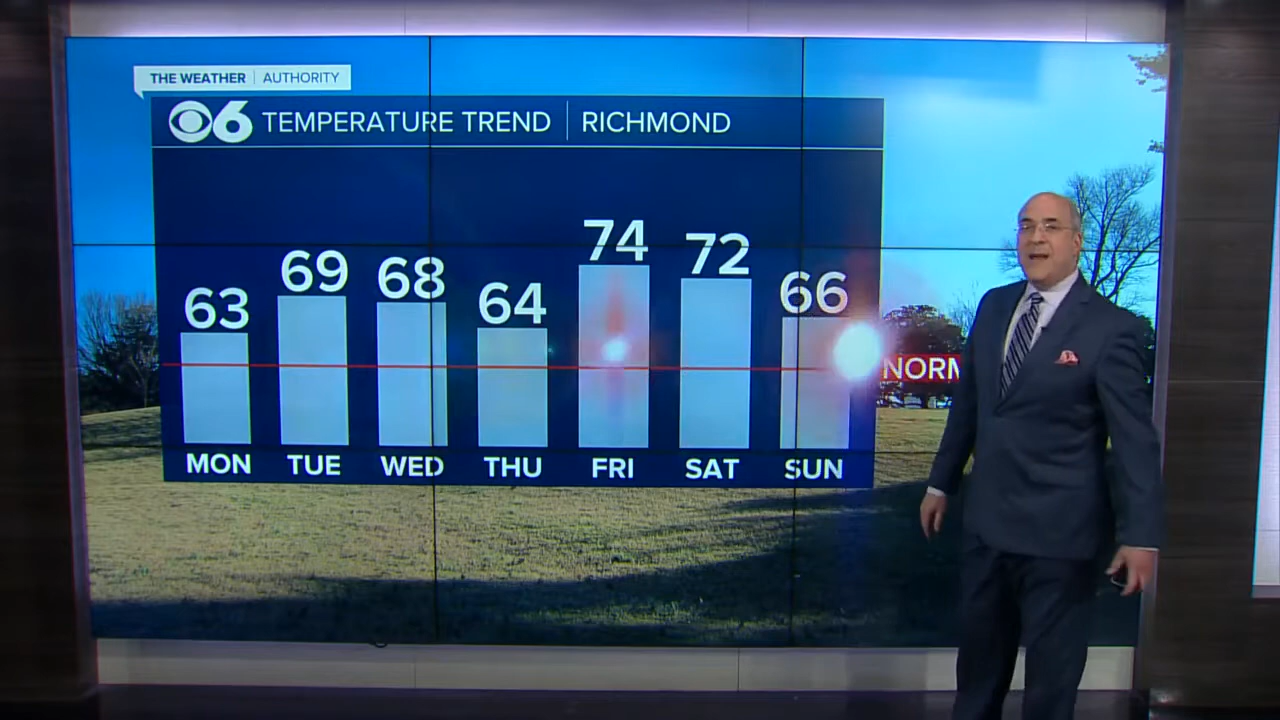 THE WEATHER | AUTHORITY
6 TEMPERATURE TREND | RICHMOND
63 69 68 64 74 72 66
NORM
MON TUE WED THU FRI SAT SUN